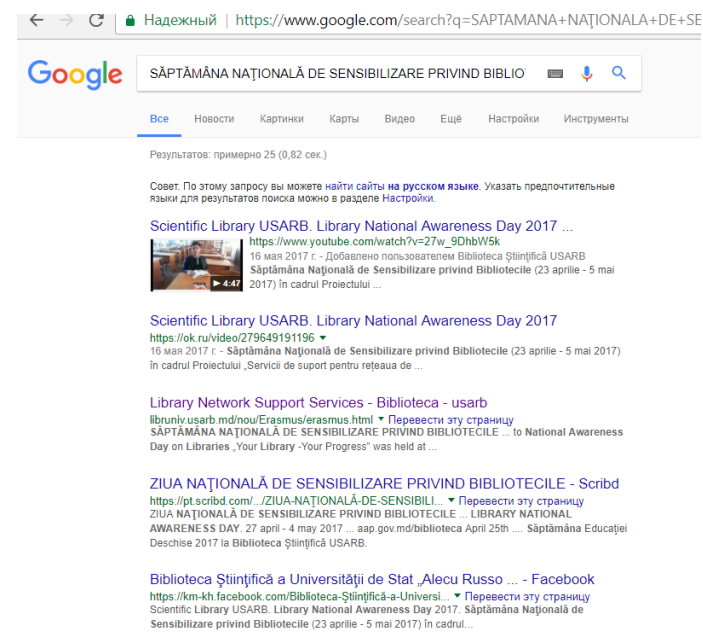 Надежный | https://www.google.com/search?q=SAPTAMANA+NAŢIONALA+DE+SE
Google SĂPTĂMÂNA NAŢIONALĂ DE SENSIBILIZARE PRIVIND BIBLIO
Все Новости Картинки Карты Видео Ещё Настройки Инструменты
Результатов: примерно 25 (0,82 сек.)
Совет. По этому запросу вы можете найти сайты на русском языке. Указать предпочтительные
языки для результатов поиска можно в разделе Настройки.
Scientific Library USARB. Library National Awareness Day 2017 ...
https://www.youtube.com/watch?v=27w_9DhbW5k
16 мая 2017 г. - Добавлено пользователем Biblioteca Ştiinţifică USARB
Săptămâna Naţională de Sensibilizare privind Bibliotecile (23 aprilie - 5 mai
4:47
2017) în cadrul Proiectului ...
Scientific Library USARB. Library National Awareness Day 2017
https://ok.ru/video/279649191196
16 мая 2017 г. - Săptămâna Naţională de Sensibilizare privind Bibliotecile (23 aprilie - 5 mai 2017)
în cadrul Proiectului „Servicii de suport pentru reţeaua de ...
Library Network Support Services - Biblioteca - usarb
libruniv.usarb.md/nou/Erasmus/erasmus.html Перевести эту страницу
SĂPTĂMÂNA NAŢIONALĂ DE SENSIBILIZARE PRIVIND BIBLIOTECILE ... to National Awareness
Day on Libraries „Your Library -Your Progress" was held at ...
ZIUA NAŢIONALĂ DE SENSIBILIZARE PRIVIND BIBLIOTECILE - Scribd
https://pt.scribd.com/.../ZIUA-NAŢIONALĂ-DE-SENSIBILI... Перевести эту страницу
ZIUA NAŢIONALĂ DE SENSIBILIZARE PRIVIND BIBLIOTECILE ... LIBRARY NATIONAL
AWARENESS DAY. 27 april - 4 may 2017 ... aap.gov.md/biblioteca April 25th .... Săptămâna Educaţiei
Deschise 2017 la Biblioteca Ştiinţifică USARB.
Biblioteca Ştiinţifică a Universităţii de Stat „Alecu Russo ... - Facebook
https://km-kh.facebook.com/Biblioteca-Ştiinţifică-a-Universi... Перевести эту страницу
Scientific Library USARB. Library National Awareness Day 2017. Săptămâna Naţională de
Sensibilizare privind Bibliotecile (23 aprilie - 5 mai 2017) în cadrul...